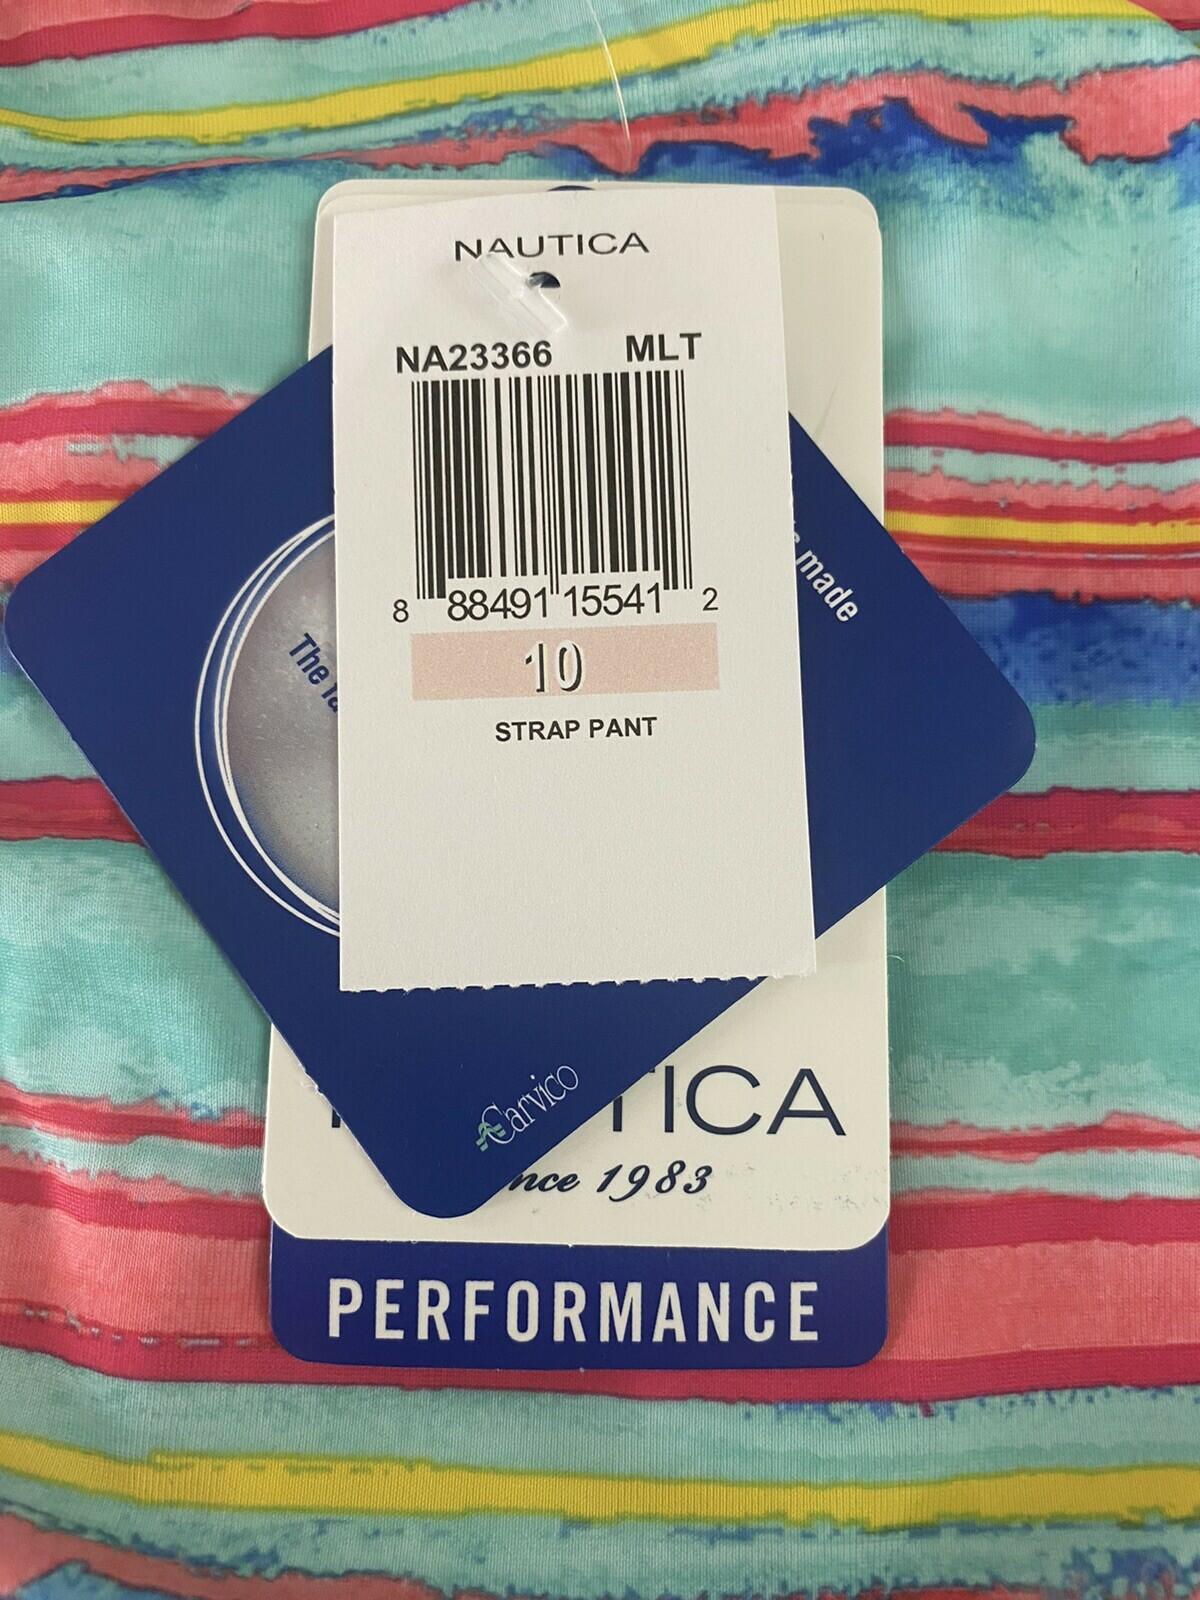 NAUTICA
NA23366 MLT
8 88491 15541 2
10
STRAP PANT
The
made
Carvico
TICA
nce 1983
PERFORMANCE